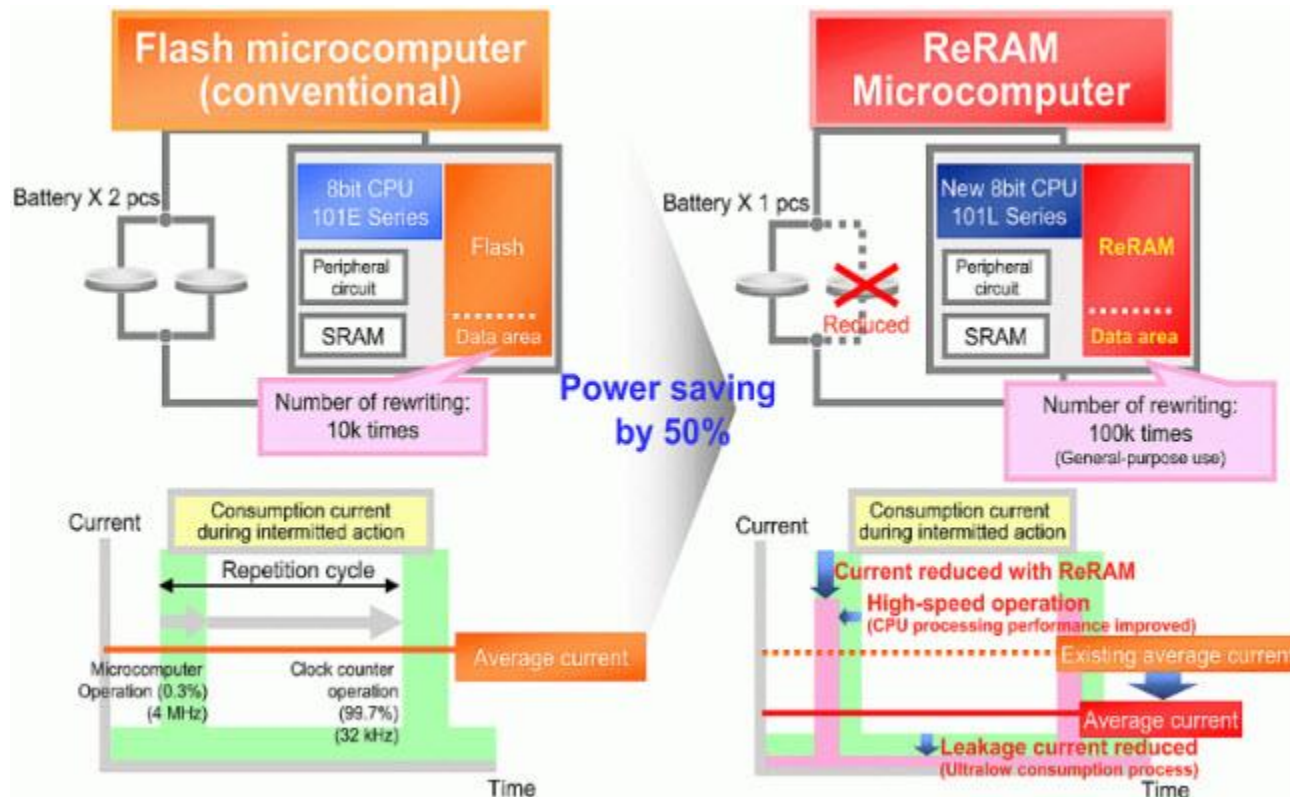 Flash microcomputer
(conventional)
Battery X 2 pcs
8bit CPU
101E Series
Flash
Peripheral
circuit
SRAM
Data area
Number of rewriting:
10k times
ReRAM
Microcomputer
Battery X 1 pcs
Reduced
New 8bit CPU
101L Series
ReRAM
Peripheral
circuit
SRAM
Data area
Number of rewriting:
100k times
(General-purpose use)
Power saving
by 50%
Current
Consumption current
during intermitted action
Repetition cycle
Average current
Microcomputer
Operation (0.3%)
(4 MHz)
Clock counter
operation
(99.7%)
(32 kHz)
Time
Current
Consumption current
during intermitted action
Current reduced with ReRAM
High-speed operation
(CPU processing performance improved)
Existing average current
Average current
Leakage current reduced
(Ultralow consumption process)
Time